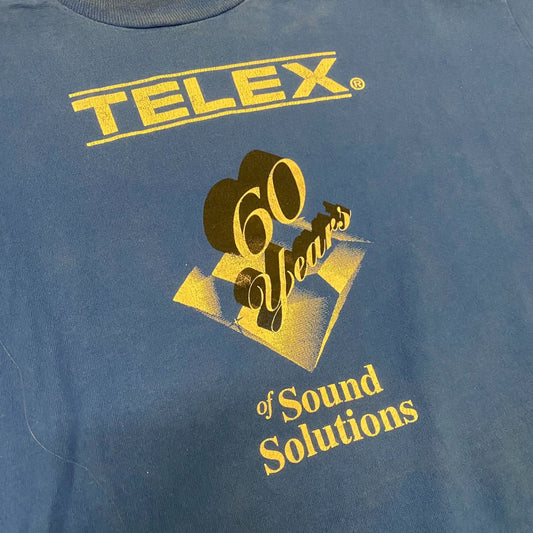 TELEX®
60
Years
of Sound
Solutions